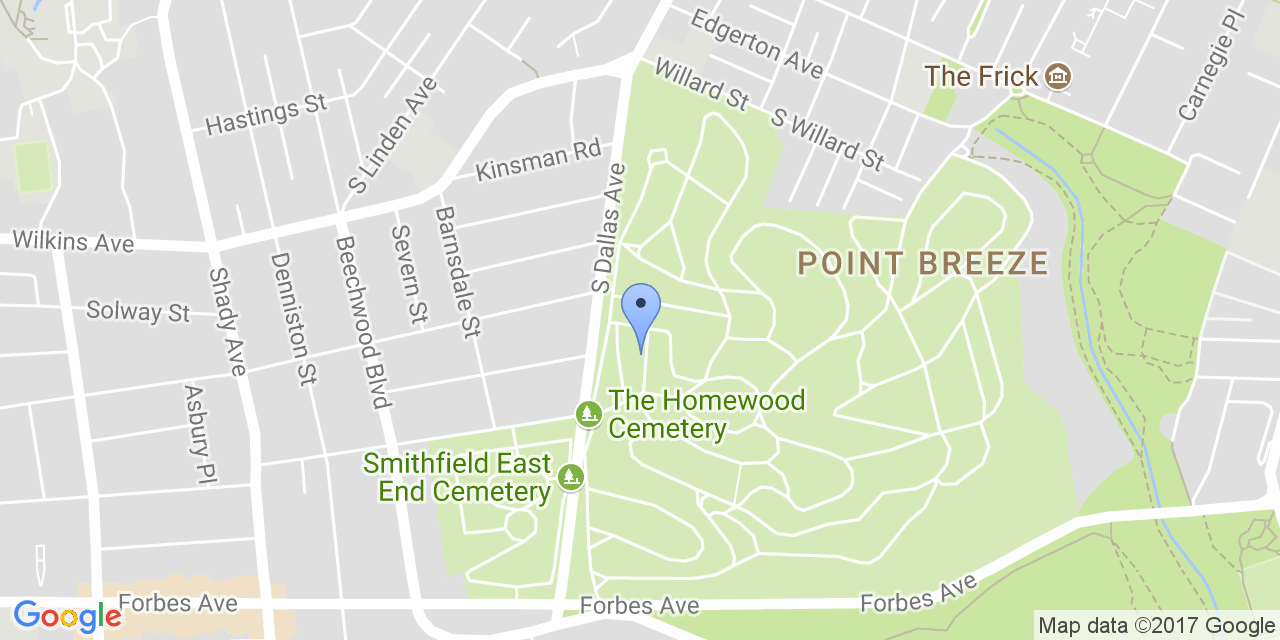 Edgerton Ave
Willard St
The Frick
Carnegie Pl
Hastings St
S Linden Ave
S Willard St
Kinsman Rd
S Dallas Ave
Wilkins Ave
Barnsdale St
Severn St
Beechwood Blvd
Denniston St
Shady Ave
POINT BREEZE
Solway St
Asbury Pl
The Homewood
Cemetery
Smithfield East
End Cemetery
Forbes Ave
Forbes Ave
Forbes Ave
Google
Map data ©2017 Google